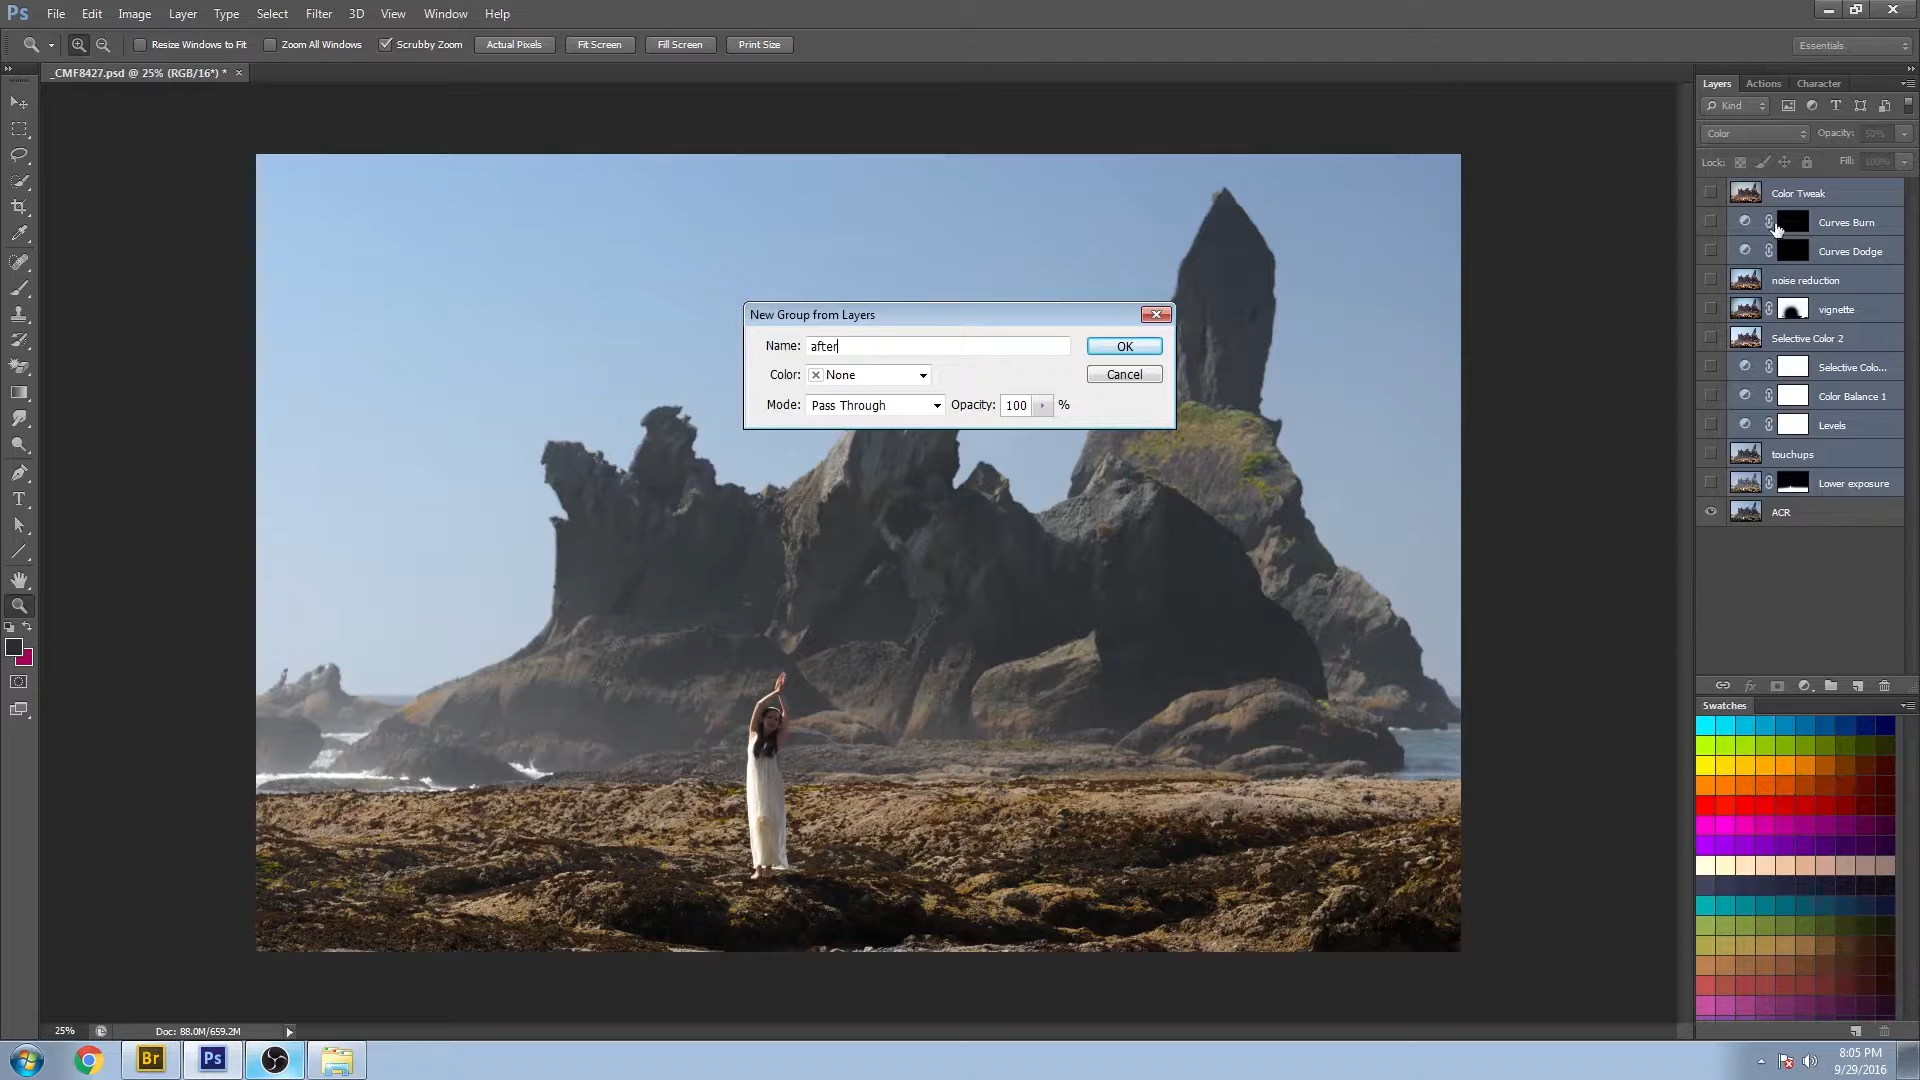 Ps File Edit Image Layer Type Select Filter 3D View Window Help
Resize Windows to Fit Zoom All Windows Scrubby Zoom Actual Pixels Fit Screen Fill Screen Print Size Essentials
_CMF8427.psd @ 25% (RGB/16*) * ×
Layers Actions Character
Kind
Color Opacity: 50%
Lock: Fill: 100%
Color Tweak
Curves Burn
Curves Dodge
noise reduction
vignette
Selective Color 2
Selective Colo...
Color Balance 1
Levels
touchups
Lower exposure
ACR
New Group from Layers
Name: after OK
Color: None Cancel
Mode: Pass Through Opacity: 100 %
Swatches
25% Doc: 88.0M/659.2M
Br Ps
8:05 PM
9/29/2016